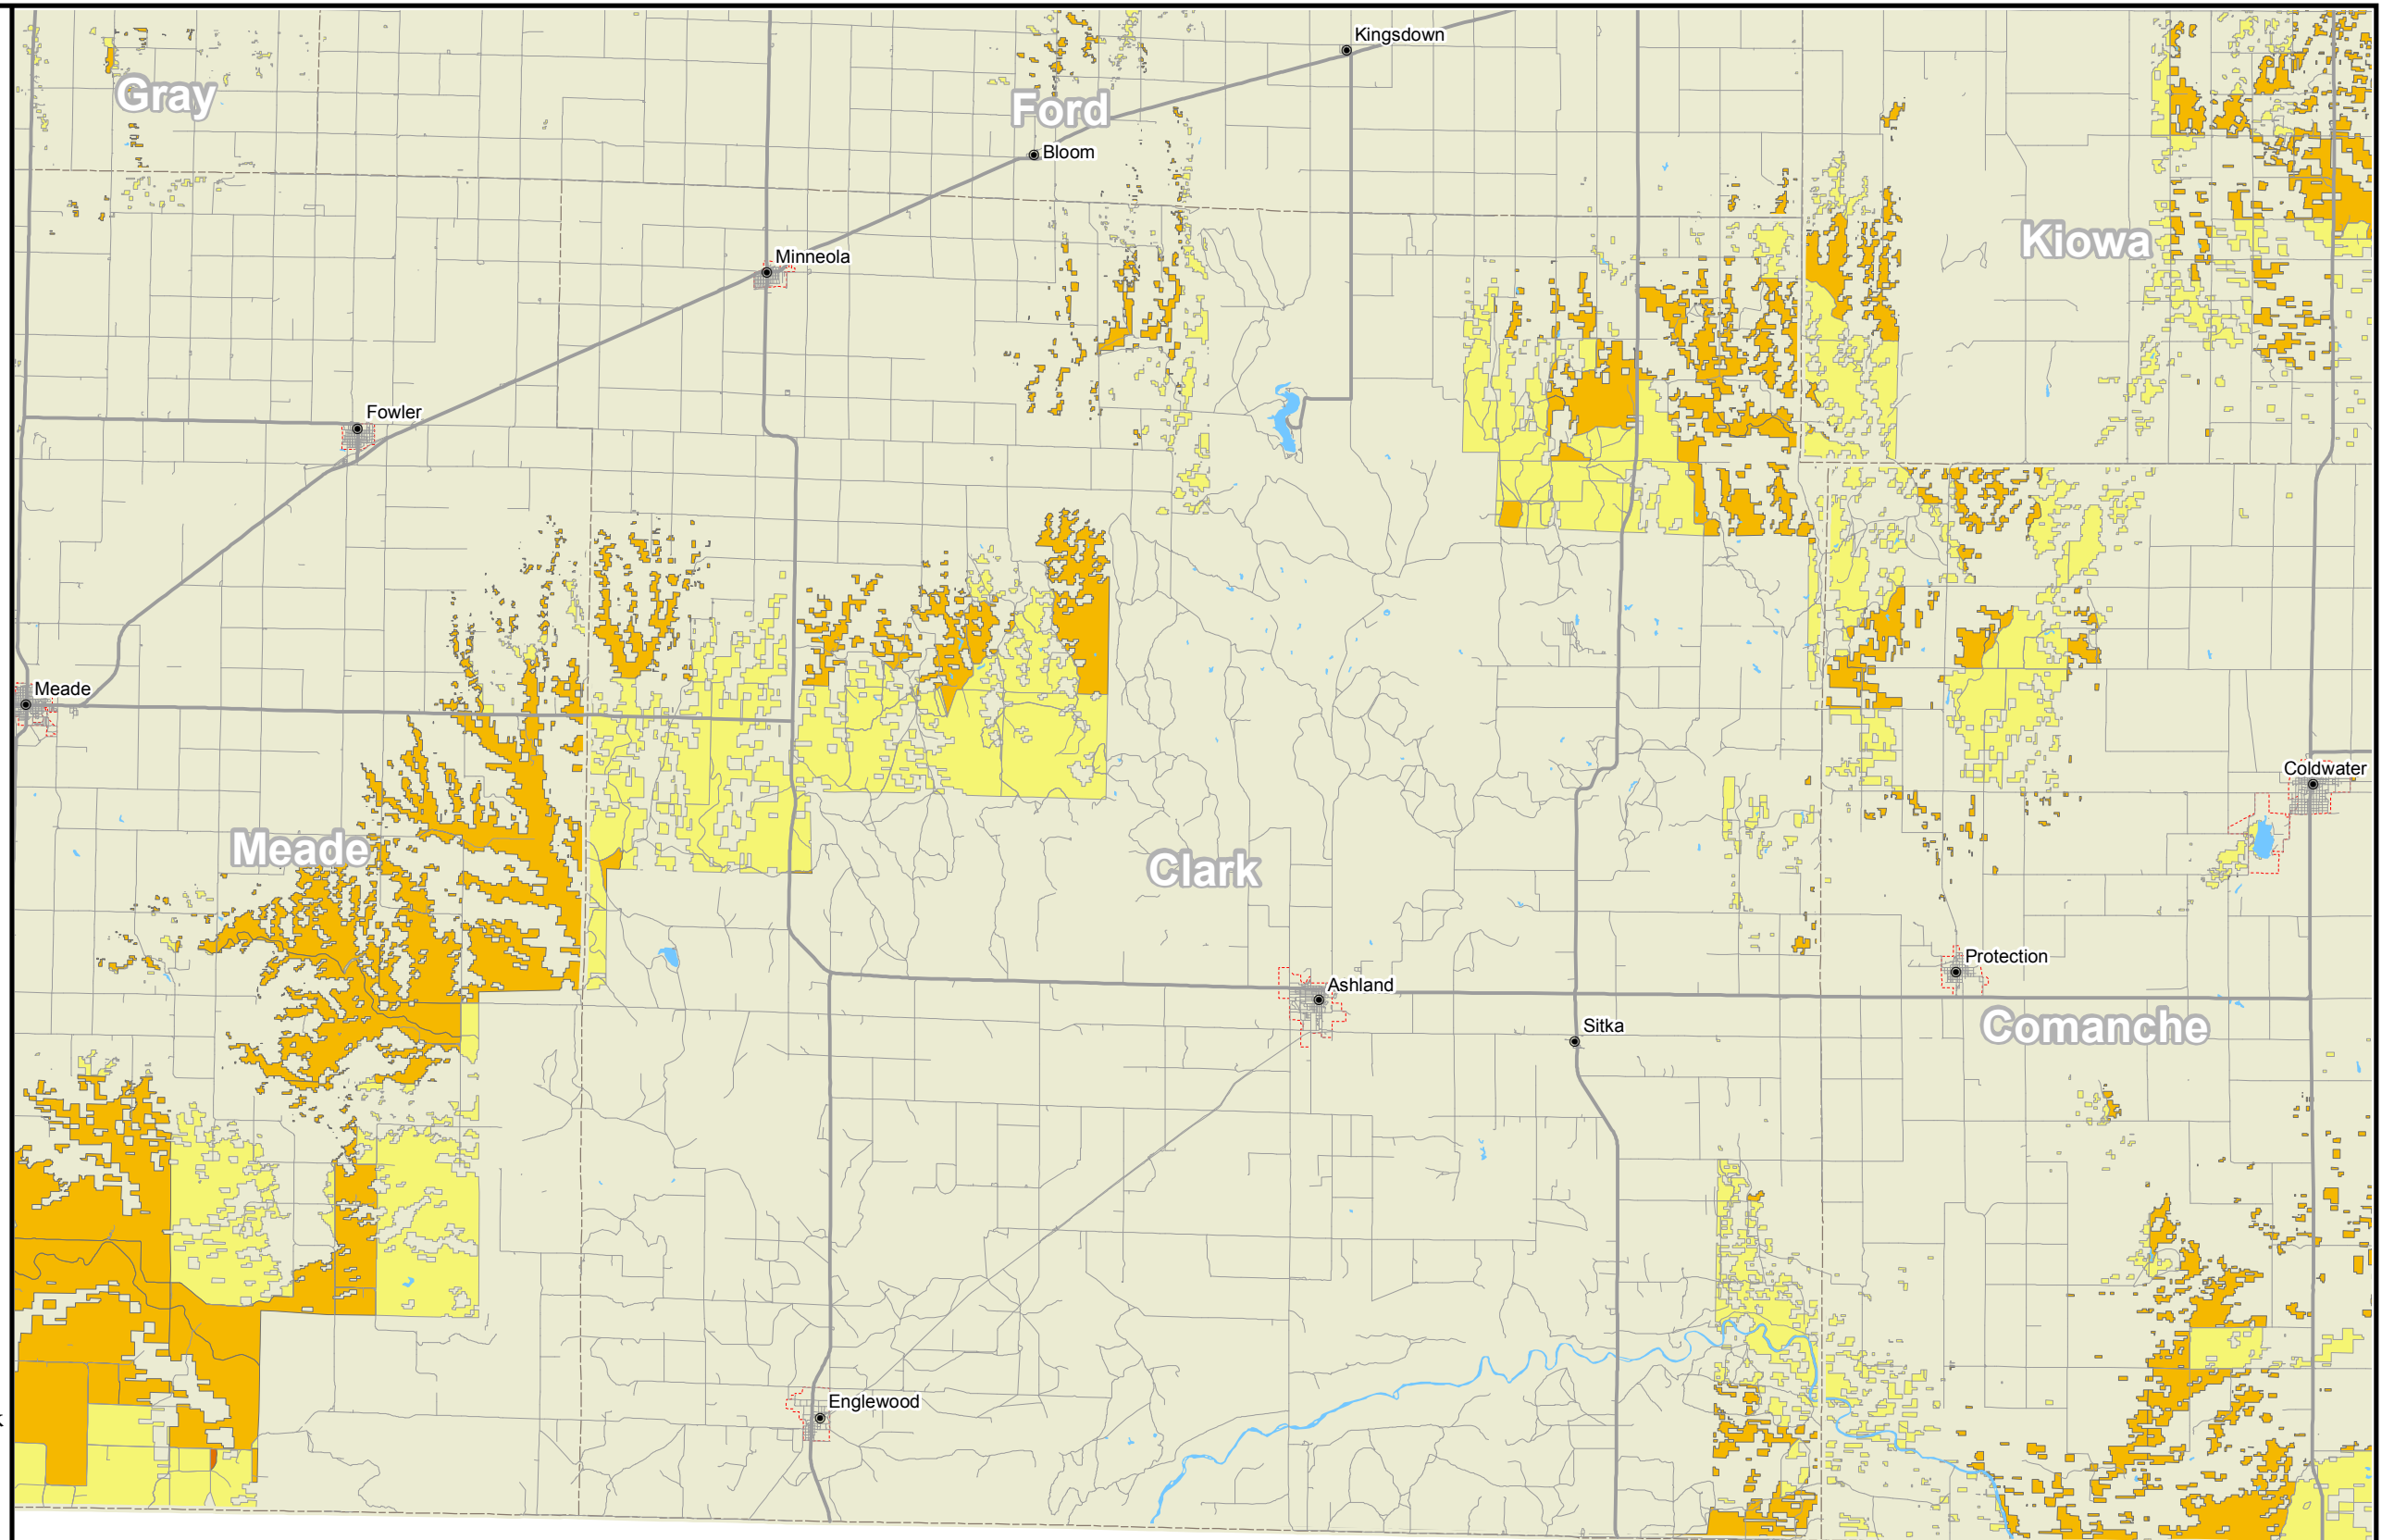 Kingsdown
Gray
Ford
Bloom
Kiowa
Minneola
Fowler
Meade
Coldwater
Meade
Clark
Protection
Ashland
Sitka
Comanche
Englewood